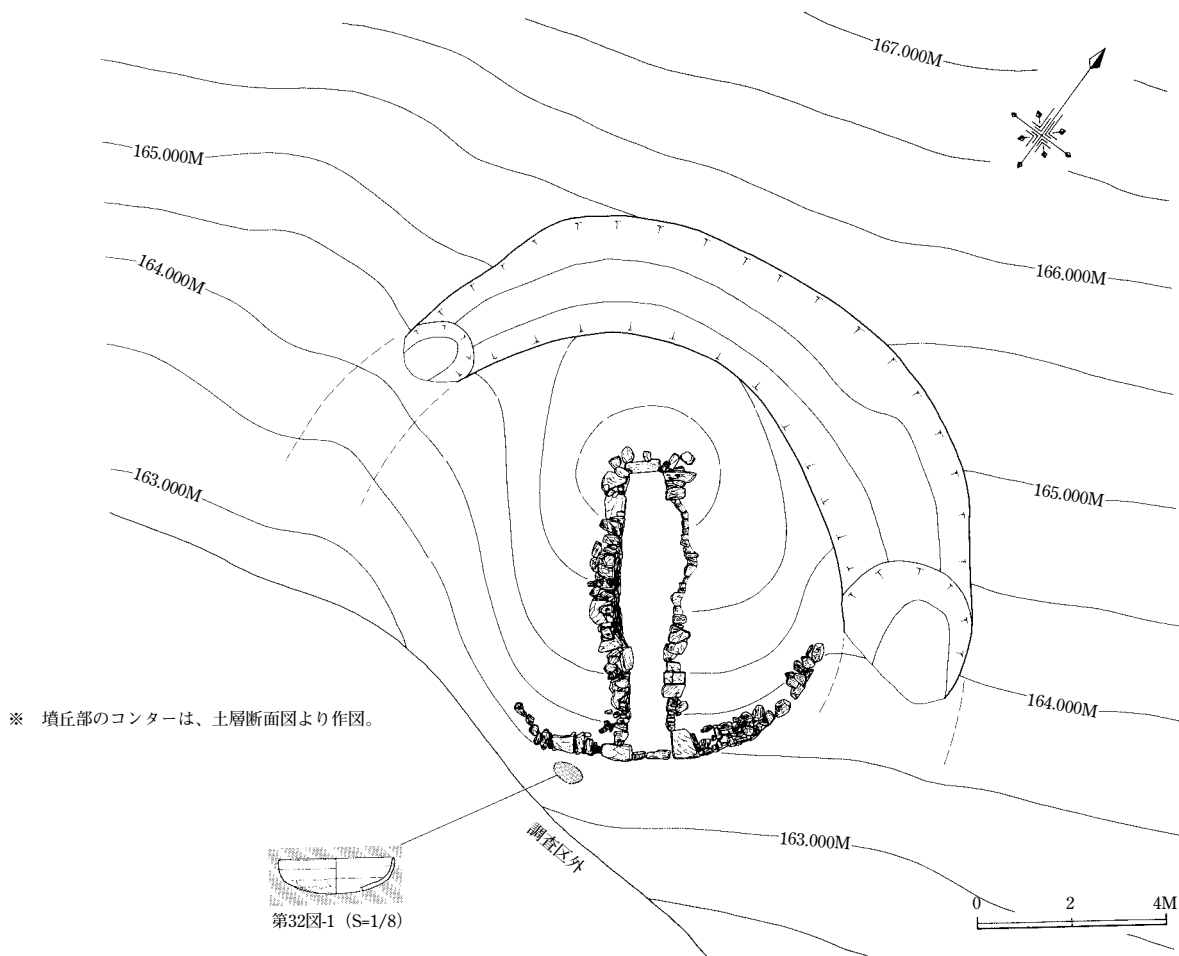 167.000M
165.000M
164.000M
166.000M
163.000M
165.000M
164.000M
※ 墳丘部のコンターは、土層断面図より作図。
調査区外
163.000M
第32図-1（S=1/8）
0 2 4M